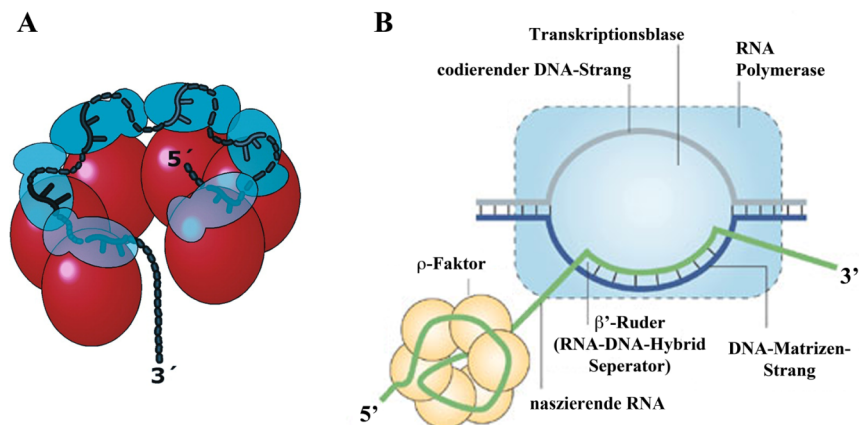 A
5´
3´
B
Transkriptionsblase
codierender DNA-Strang
RNA
Polymerase
ρ-Faktor
3’
β’-Ruder
(RNA-DNA-Hybrid
Seperator)
DNA-Matrizen-
Strang
5’
naszierende RNA